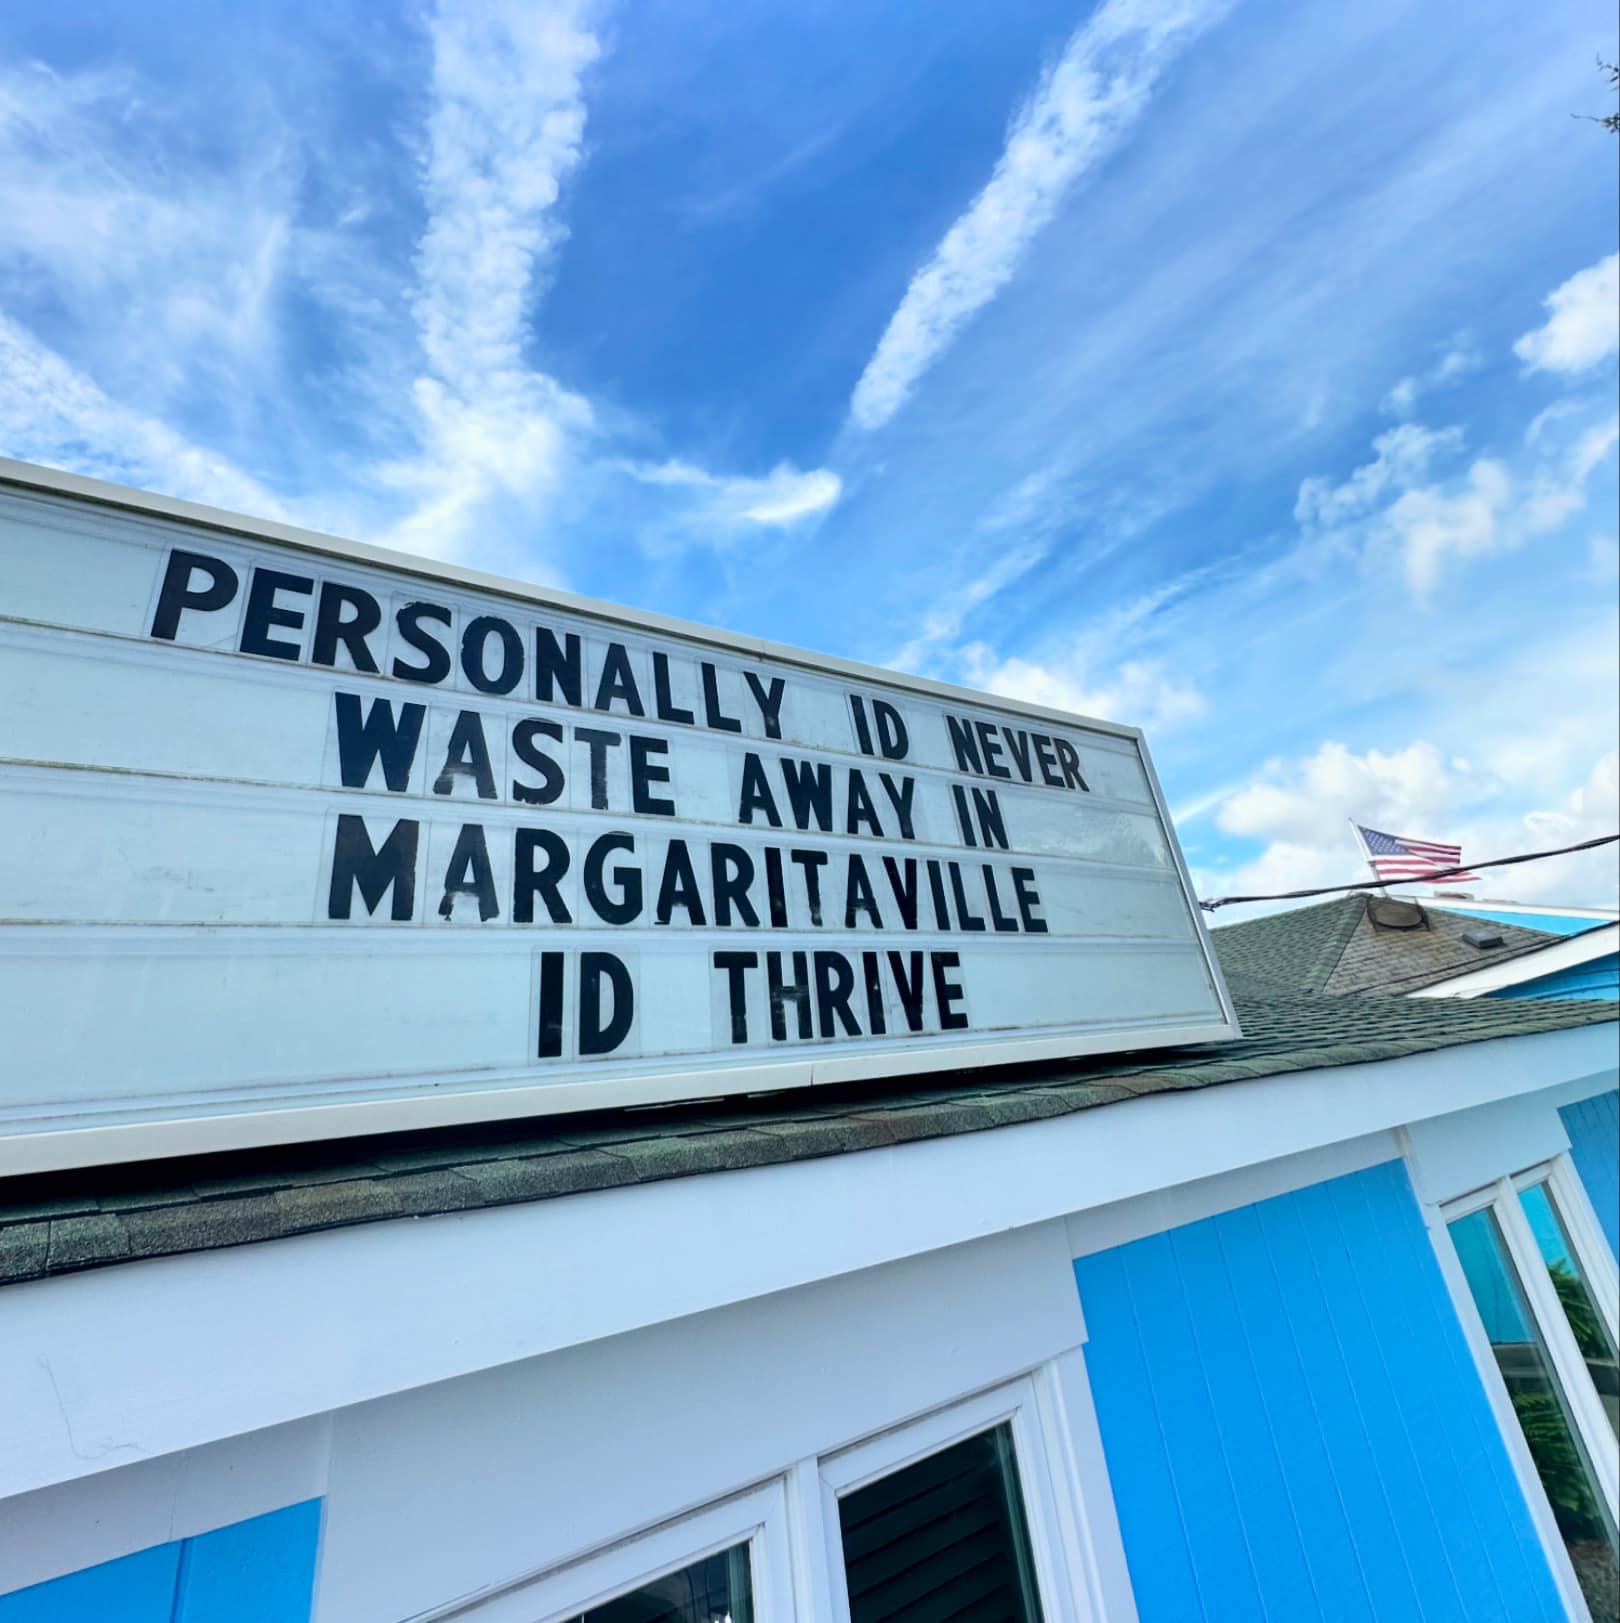 PERSONALLY ID NEVER
WASTE AWAY IN
MARGARITAVILLE
ID THRIVE